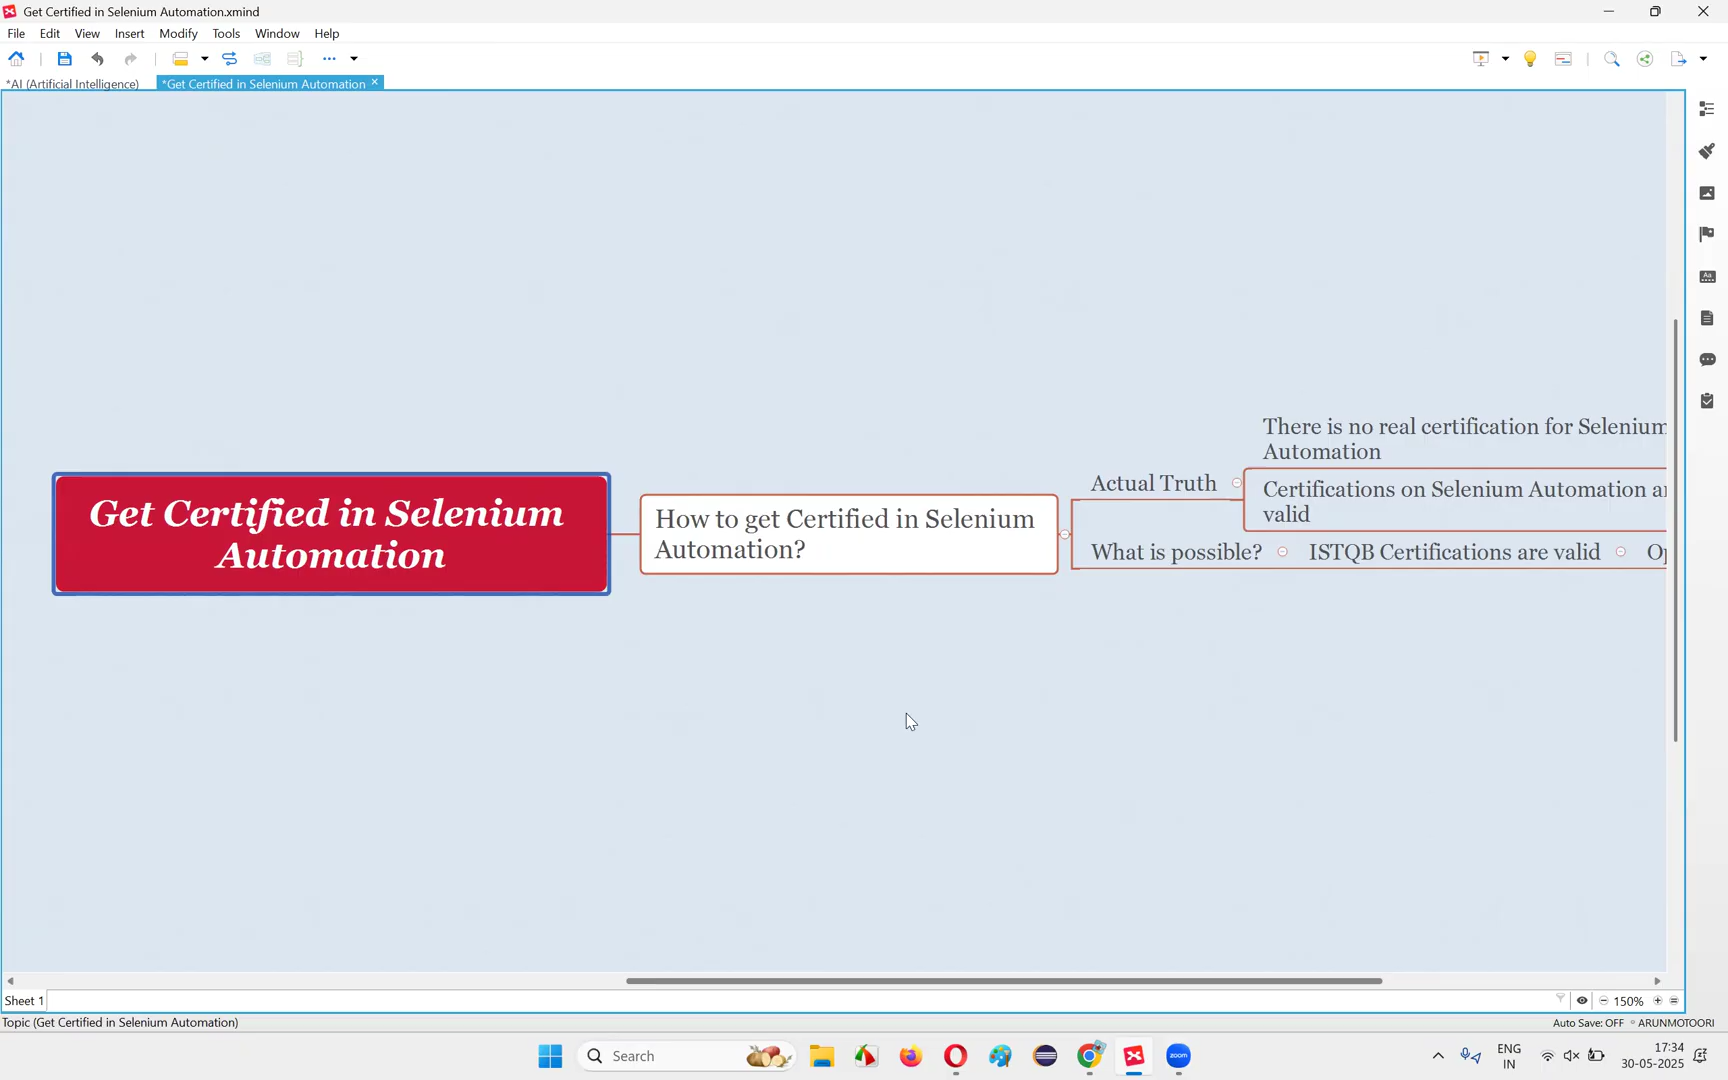 Get Certified in Selenium Automation.xmind
File Edit View Insert Modify Tools Window Help
*AI (Artificial Intelligence)
*Get Certified in Selenium Automation
Get Certified in Selenium
Automation
How to get Certified in Selenium
Automation?
Actual Truth
There is no real certification for Selenium
Automation
Certifications on Selenium Automation
valid
What is possible?
ISTQB Certifications are valid
Sheet 1
150%
Topic (Get Certified in Selenium Automation)
Auto Save: OFF
ARUNMOTOORI
Search
zoom
ENG
IN
17:34
30-05-2025